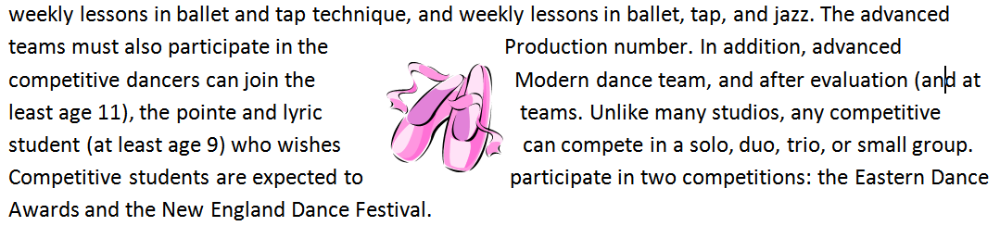 weekly lessons in ballet and tap technique, and weekly lessons in ballet, tap, and jazz. The advanced
teams must also participate in the Production number. In addition, advanced
competitive dancers can join the Modern dance team, and after evaluation (and at
least age 11), the pointe and lyric teams. Unlike many studios, any competitive
student (at least age 9) who wishes can compete in a solo, duo, trio, or small group.
Competitive students are expected to participate in two competitions: the Eastern Dance
Awards and the New England Dance Festival.